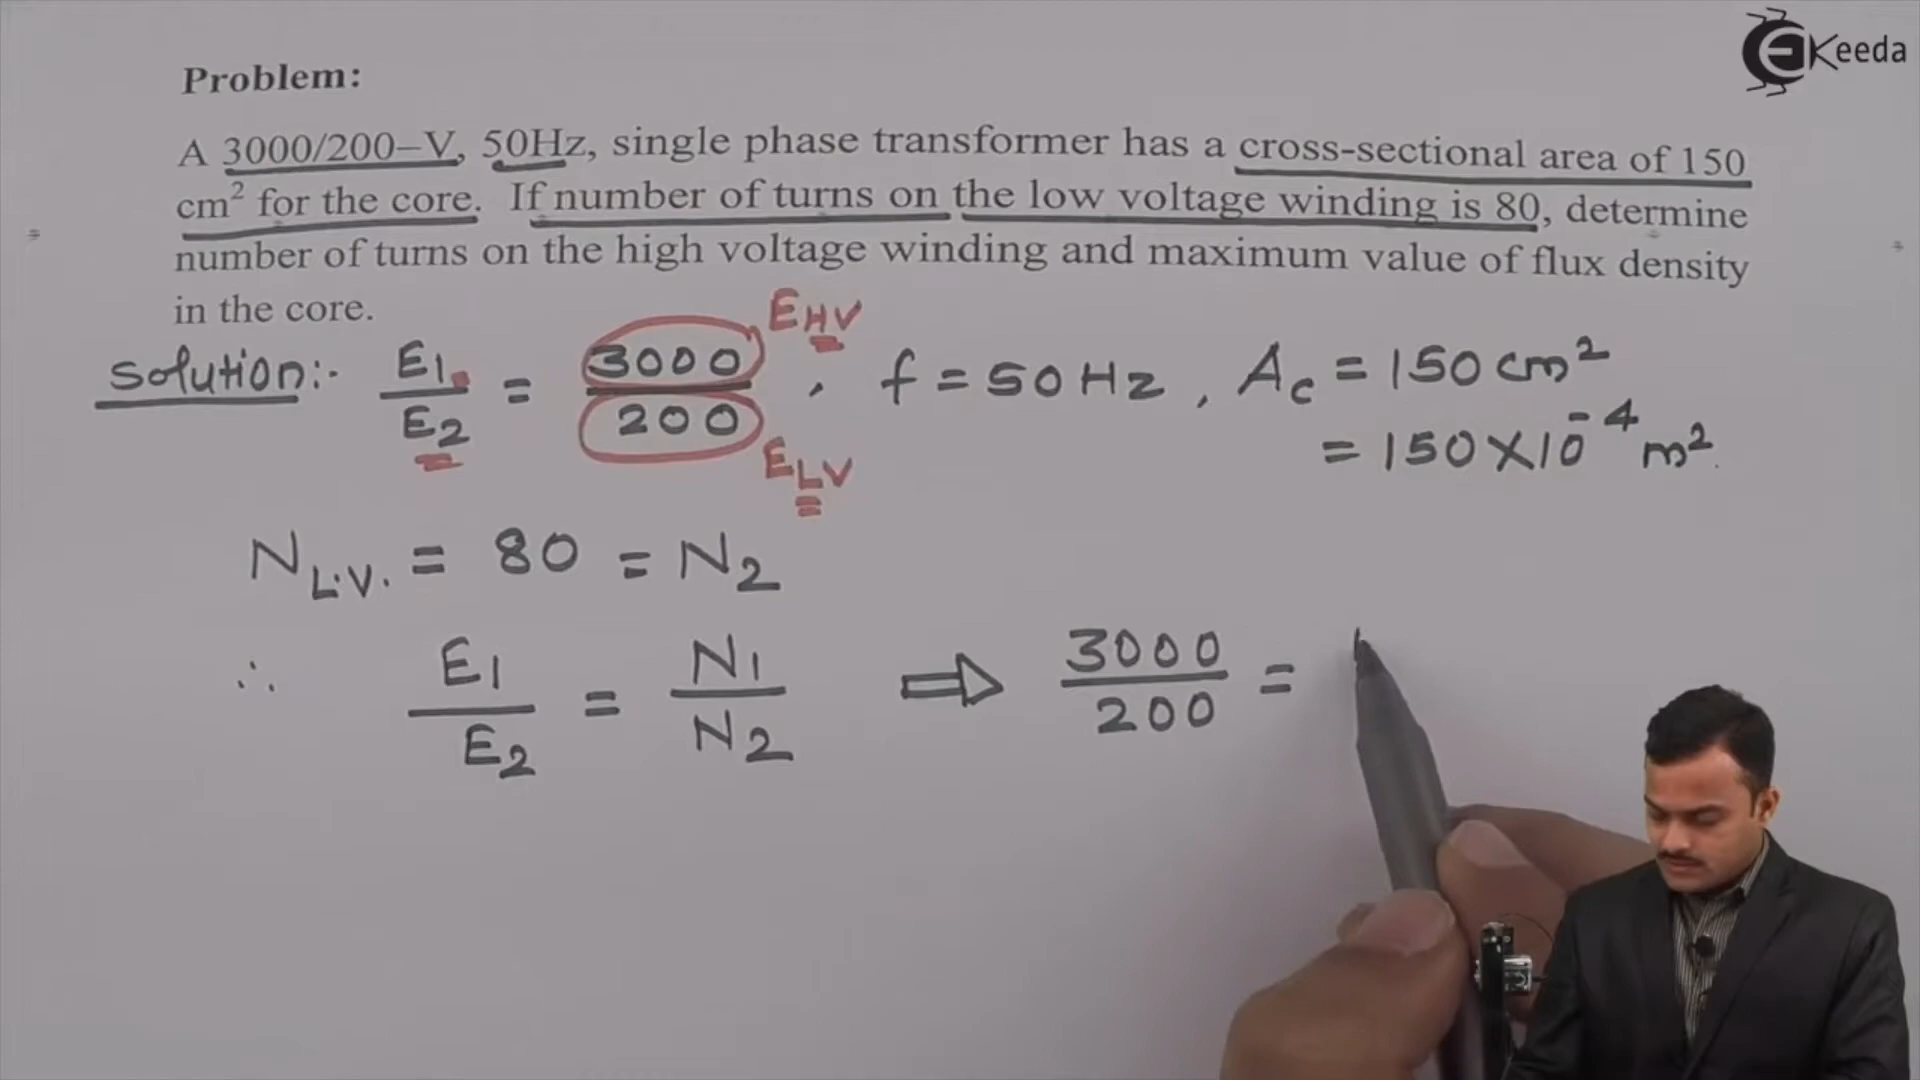 Keeda
Problem:
A 3000/200–V, 50Hz, single phase transformer has a cross-sectional area of 150
cm² for the core. If number of turns on the low voltage winding is 80, determine
number of turns on the high voltage winding and maximum value of flux density
in the core.
Solution:- E1/E2 = 3000/200, f = 50 Hz, Ac = 150 cm²
EHV
ELV
= 150 × 10⁻⁴ m².
N L.V. = 80 = N2
∴ E1/E2 = N1/N2 ⇒ 3000/200 =